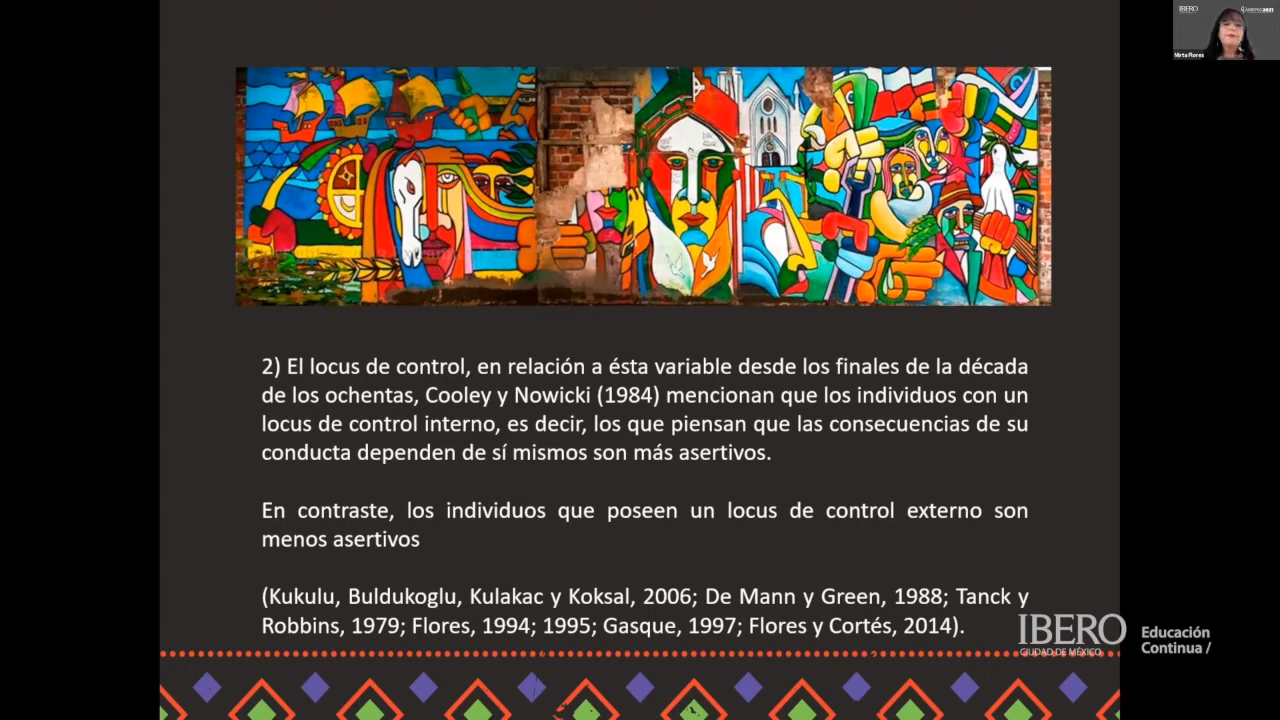 IBERO
Mirta Flores
2) El locus de control, en relación a ésta variable desde los finales de la década
de los ochentas, Cooley y Nowicki (1984) mencionan que los individuos con un
locus de control interno, es decir, los que piensan que las consecuencias de su
conducta dependen de sí mismos son más asertivos.
En contraste, los individuos que poseen un locus de control externo son
menos asertivos
(Kukulu, Buldukoglu, Kulakac y Koksal, 2006; De Mann y Green, 1988; Tanck y
Robbins, 1979; Flores, 1994; 1995; Gasque, 1997; Flores y Cortés, 2014).
IBERO
CIUDAD DE MÉXICO
Educación
Continua /